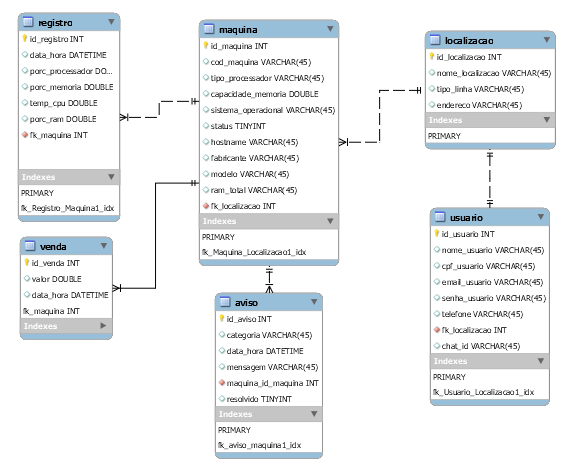 registro
id_registro INT
data_hora DATETIME
porc_processador DO...
porc_memoria DOUBLE
temp_cpu DOUBLE
porc_ram DOUBLE
fk_maquina INT
Indexes
PRIMARY
fk_Registro_Maquina1_idx
maquina
id_maquina INT
cod_maquina VARCHAR(45)
tipo_processador VARCHAR(45)
capacidade_memoria DOUBLE
sistema_operacional VARCHAR(45)
status TINYINT
hostname VARCHAR(45)
fabricante VARCHAR(45)
modelo VARCHAR(45)
ram_total VARCHAR(45)
fk_localizacao INT
Indexes
PRIMARY
fk_Maquina_Localizacao1_idx
localizacao
id_localizacao INT
nome_localizacao VARCHAR(45)
tipo_linha VARCHAR(45)
endereco VARCHAR(45)
Indexes
PRIMARY
venda
id_venda INT
valor DOUBLE
data_hora DATETIME
fk_maquina INT
Indexes
aviso
id_aviso INT
categoria VARCHAR(45)
data_hora DATETIME
mensagem VARCHAR(45)
maquina_id_maquina INT
resolvido TINYINT
Indexes
PRIMARY
fk_aviso_maquina1_idx
usuario
id_usuario INT
nome_usuario VARCHAR(45)
cpf_usuario VARCHAR(45)
email_usuario VARCHAR(45)
senha_usuario VARCHAR(45)
telefone VARCHAR(45)
fk_localizacao INT
chat_id VARCHAR(45)
Indexes
PRIMARY
fk_Usuario_Localizacao1_idx